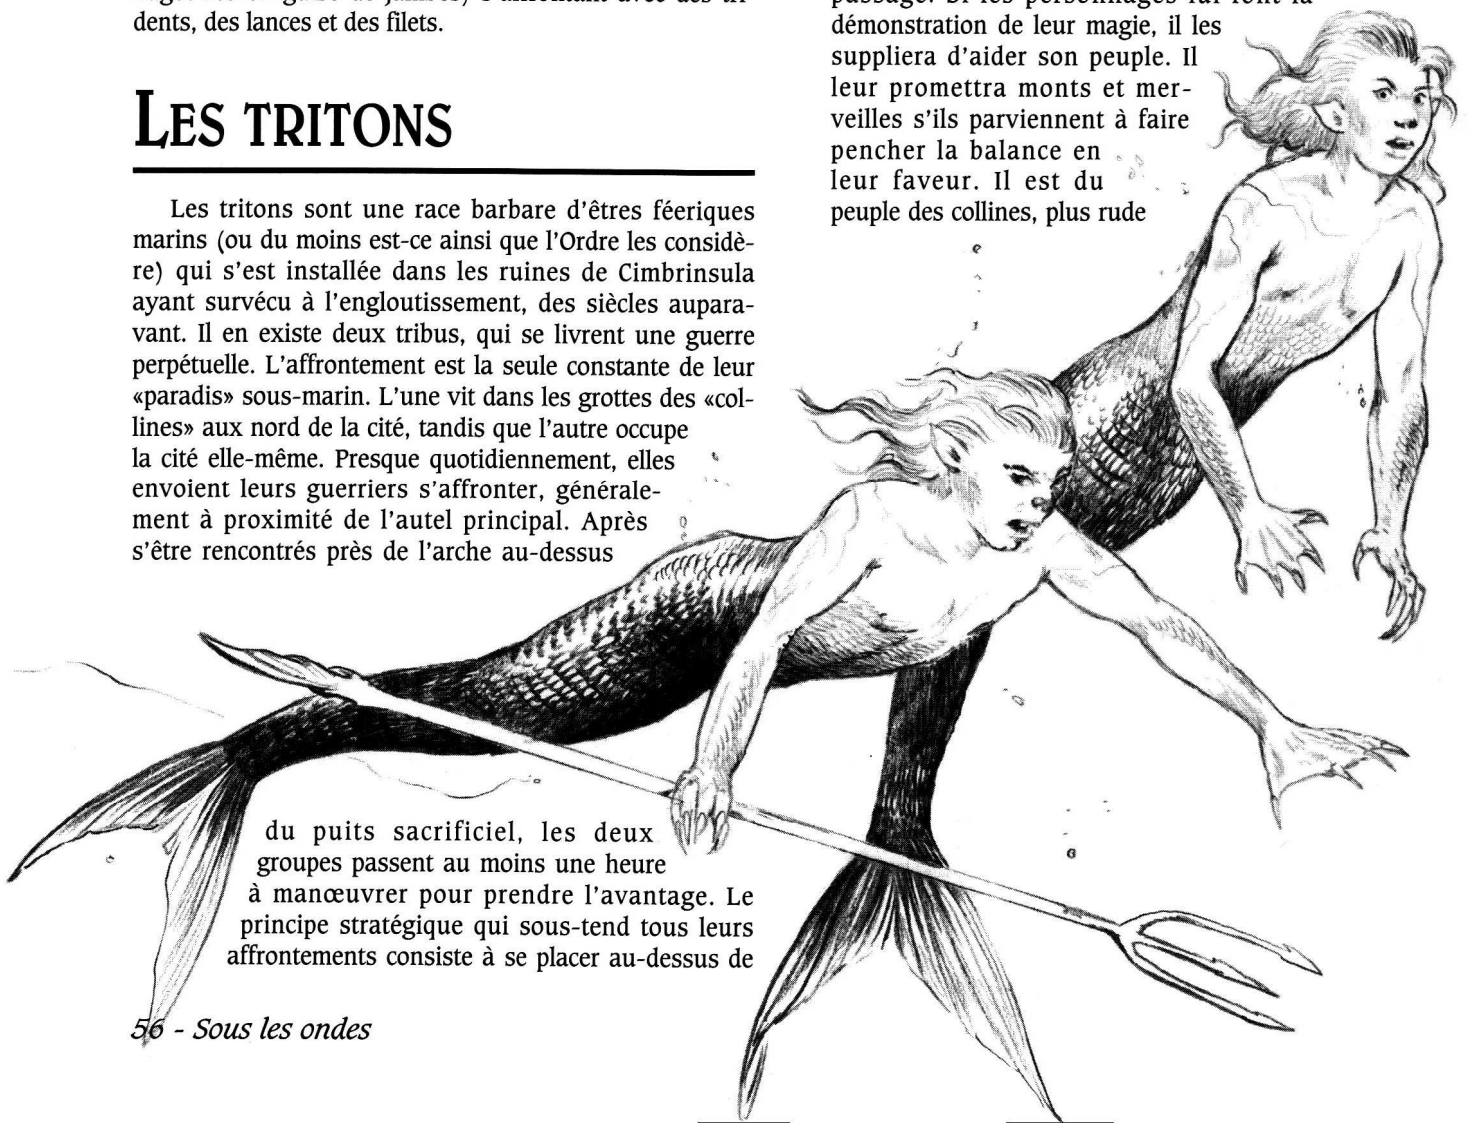 dents, des lances et des filets.
LES TRITONS
Les tritons sont une race barbare d'êtres féeriques
marins (ou du moins est-ce ainsi que l'Ordre les considè-
re) qui s'est installée dans les ruines de Cimbrinsula
ayant survécu à l'engloutissement, des siècles aupara-
vant. Il en existe deux tribus, qui se livrent une guerre
perpétuelle. L'affrontement est la seule constante de leur
«paradis» sous-marin. L'une vit dans les grottes des «col-
lines» aux nord de la cité, tandis que l'autre occupe
la cité elle-même. Presque quotidiennement, elles
envoient leurs guerriers s'affronter, générale-
ment à proximité de l'autel principal. Après
s'être rencontrés près de l'arche au-dessus
du puits sacrificiel, les deux
groupes passent au moins une heure
à manœuvrer pour prendre l'avantage. Le
principe stratégique qui sous-tend tous leurs
affrontements consiste à se placer au-dessus de
passage. Si les personnages lui font la
démonstration de leur magie, il les
suppliera d'aider son peuple. Il
leur promettra monts et mer-
veilles s'ils parviennent à faire
pencher la balance en
leur faveur. Il est du
peuple des collines, plus rude
56 - Sous les ondes